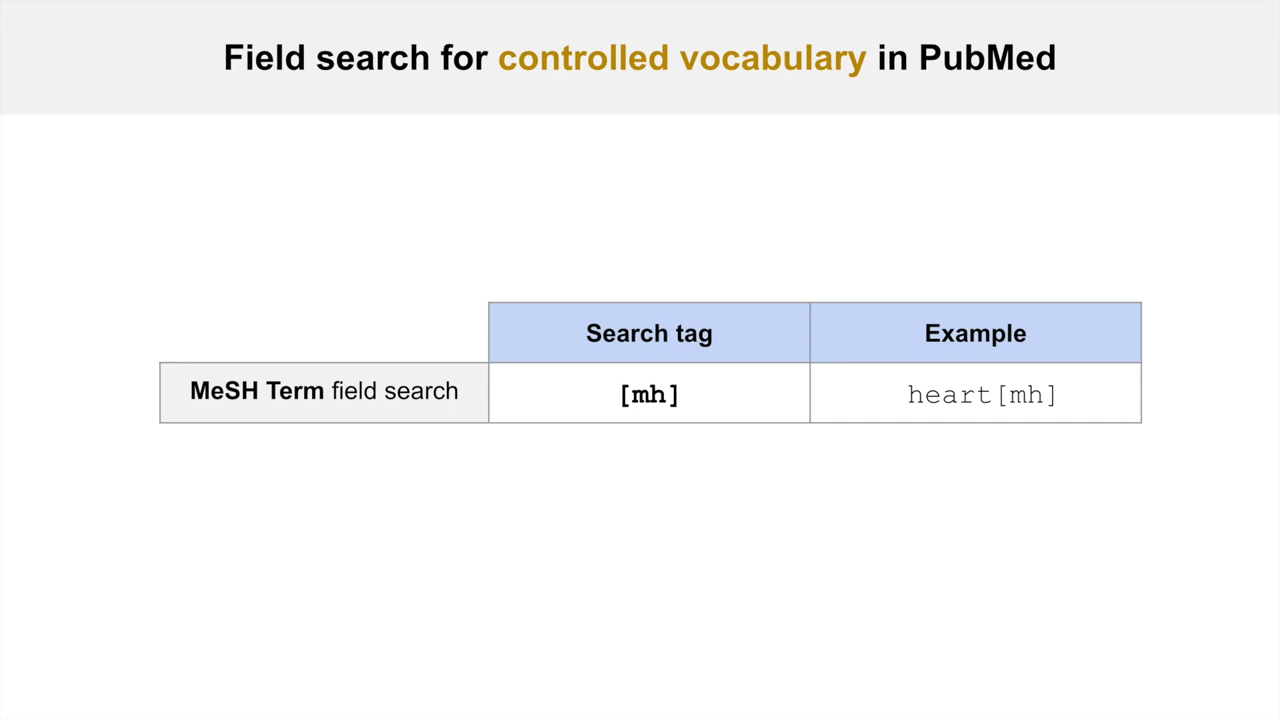 Field search for controlled vocabulary in PubMed
Search tag Example
MeSH Term field search [mh] heart[mh]